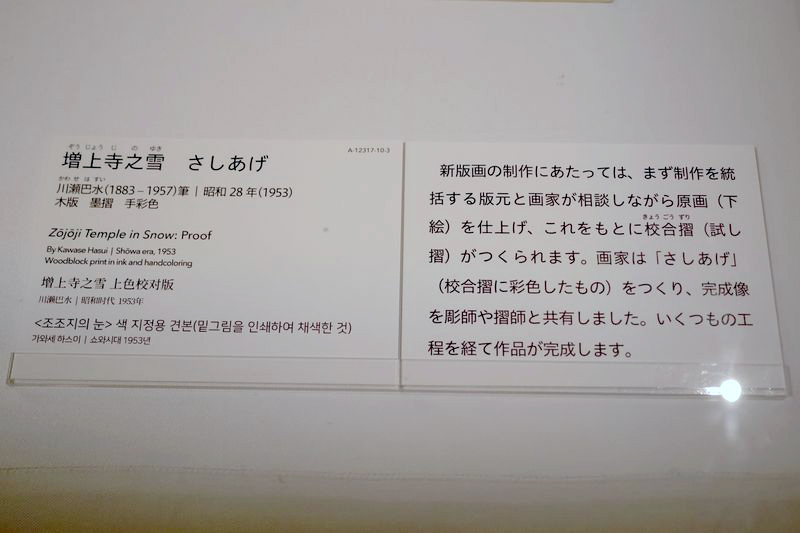 ぞうじょうじ の ゆき
増上寺之雪 さしあげ
A-12317-10-3
かわ せ は すい
川瀬巴水(1883–1957)筆｜昭和28年(1953)
木版 墨摺 手彩色
Zōjōji Temple in Snow: Proof
By Kawase Hasui | Shōwa era, 1953
Woodblock print in ink and handcoloring
増上寺之雪 上色校对版
川瀬巴水｜昭和时代 1953年
<조조지의 눈> 색 지정용 견본(밑그림을 인쇄하여 채색한 것)
가와세 하스이 | 쇼와시대 1953년
新版画の制作にあたっては、まず制作を統
括する版元と画家が相談しながら原画（下
きょう ごう ずり
絵）を仕上げ、これをもとに校合摺（試し
摺）がつくられます。画家は「さしあげ」
（校合摺に彩色したもの）をつくり、完成像
を彫師や摺師と共有しました。いくつもの工
程を経て作品が完成します。